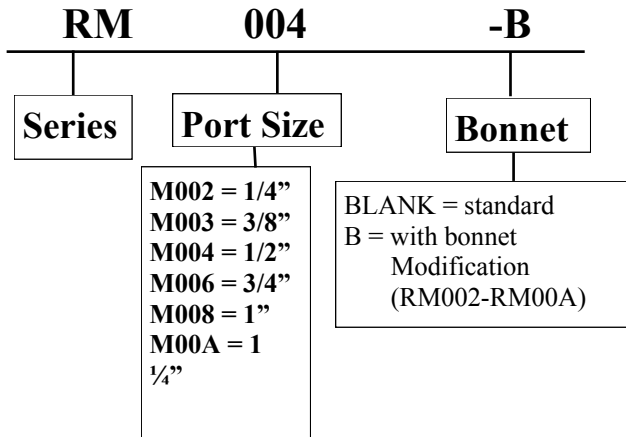 RM 004 -B
Series
Port Size
Bonnet
M002 = 1/4”
M003 = 3/8”
M004 = 1/2”
M006 = 3/4”
M008 = 1”
M00A = 1
¼”
BLANK = standard
B = with bonnet
Modification
(RM002-RM00A)